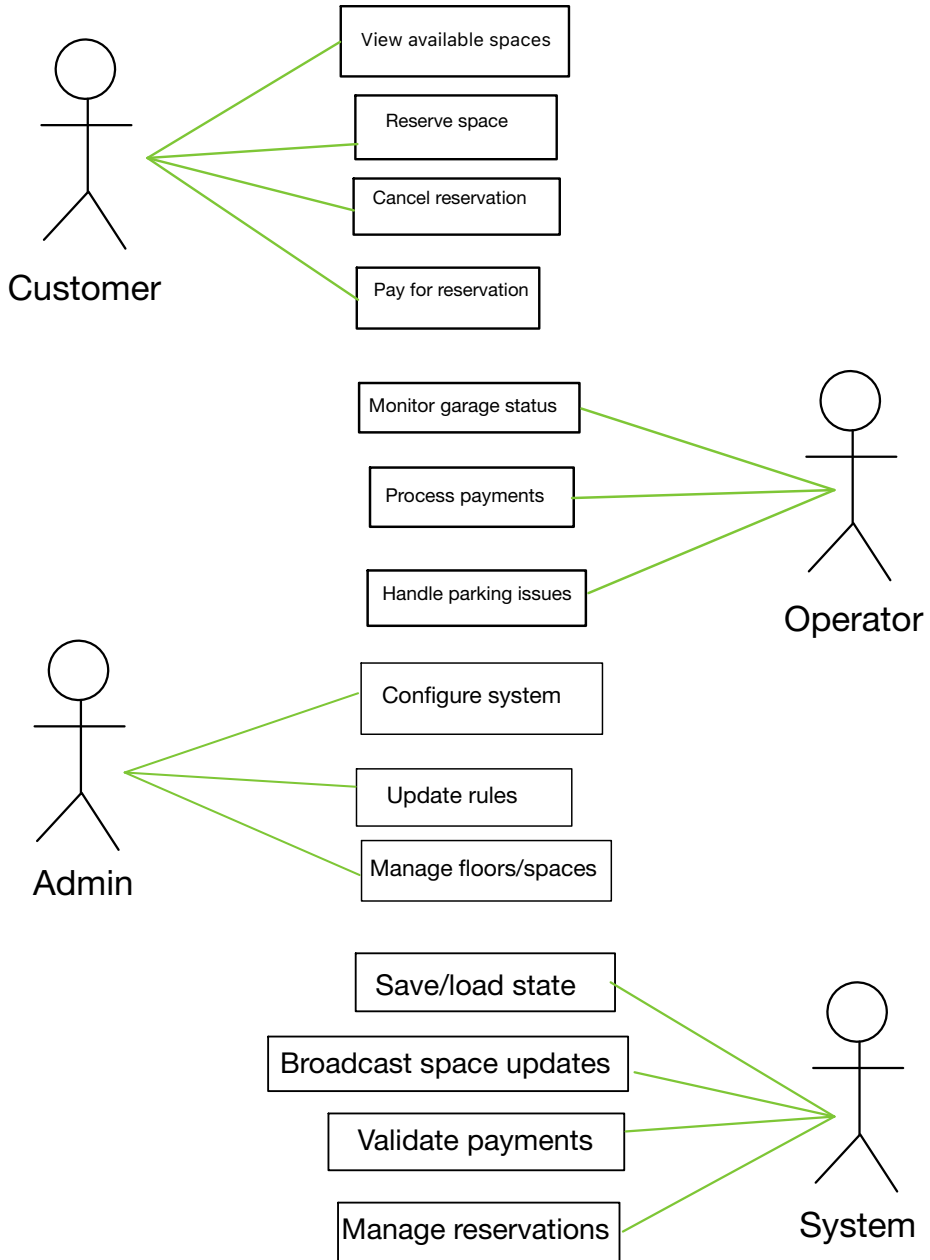 View available spaces
Reserve space
Cancel reservation
Pay for reservation
Customer
Monitor garage status
Process payments
Handle parking issues
Operator
Configure system
Update rules
Manage floors/spaces
Admin
Save/load state
Broadcast space updates
Validate payments
Manage reservations
System